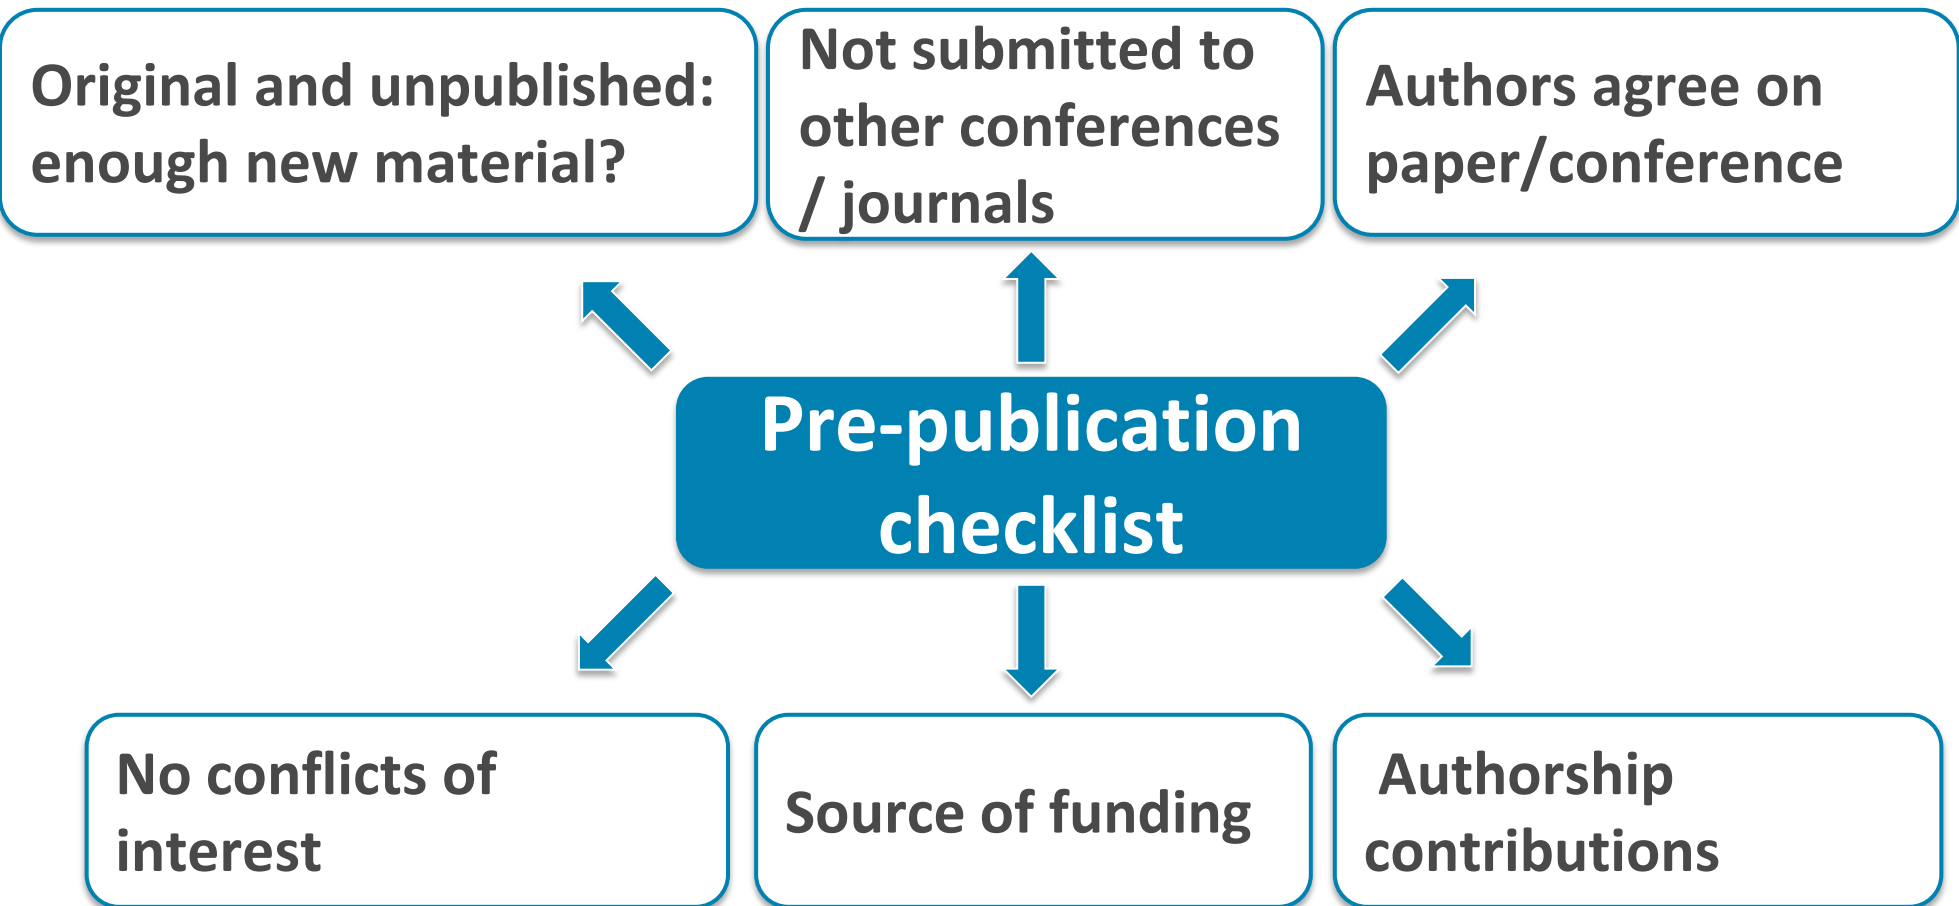 Original and unpublished:
enough new material?
Not submitted to
other conferences
/ journals
Authors agree on
paper/conference
Pre-publication
checklist
No conflicts of
interest
Source of funding
Authorship
contributions